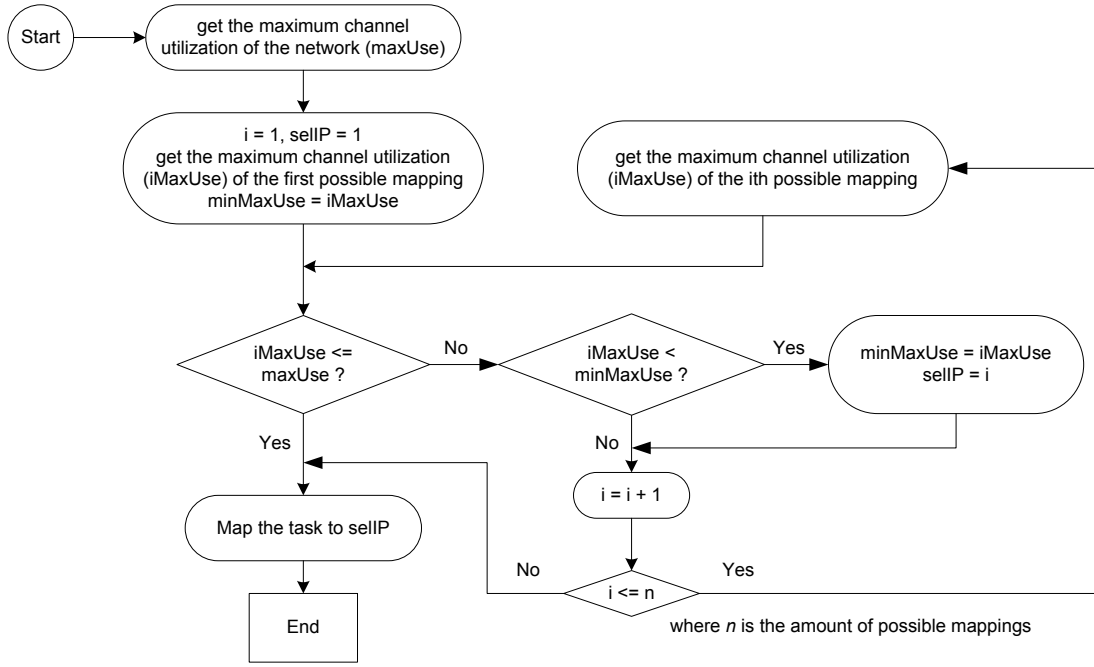 Start
get the maximum channel
utilization of the network (maxUse)
i = 1, selIP = 1
get the maximum channel utilization
(iMaxUse) of the first possible mapping
minMaxUse = iMaxUse
get the maximum channel utilization
(iMaxUse) of the ith possible mapping
iMaxUse <=
maxUse ?
No
iMaxUse <
minMaxUse ?
Yes
minMaxUse = iMaxUse
selIP = i
Yes
No
i = i + 1
Map the task to selIP
No
i <= n
Yes
End
where n is the amount of possible mappings